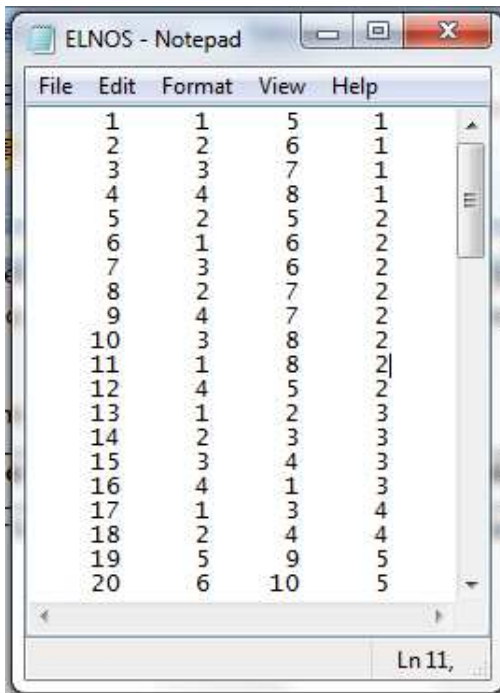 ELNOS - Notepad
File Edit Format View Help
1 1 5 1
2 2 6 1
3 3 7 1
4 4 8 1
5 2 5 2
6 1 6 2
7 3 6 2
8 2 7 2
9 4 7 2
10 3 8 2
11 1 8 2
12 4 5 2
13 1 2 3
14 2 3 3
15 3 4 3
16 4 1 3
17 1 3 4
18 2 4 4
19 5 9 5
20 6 10 5
Ln 11,